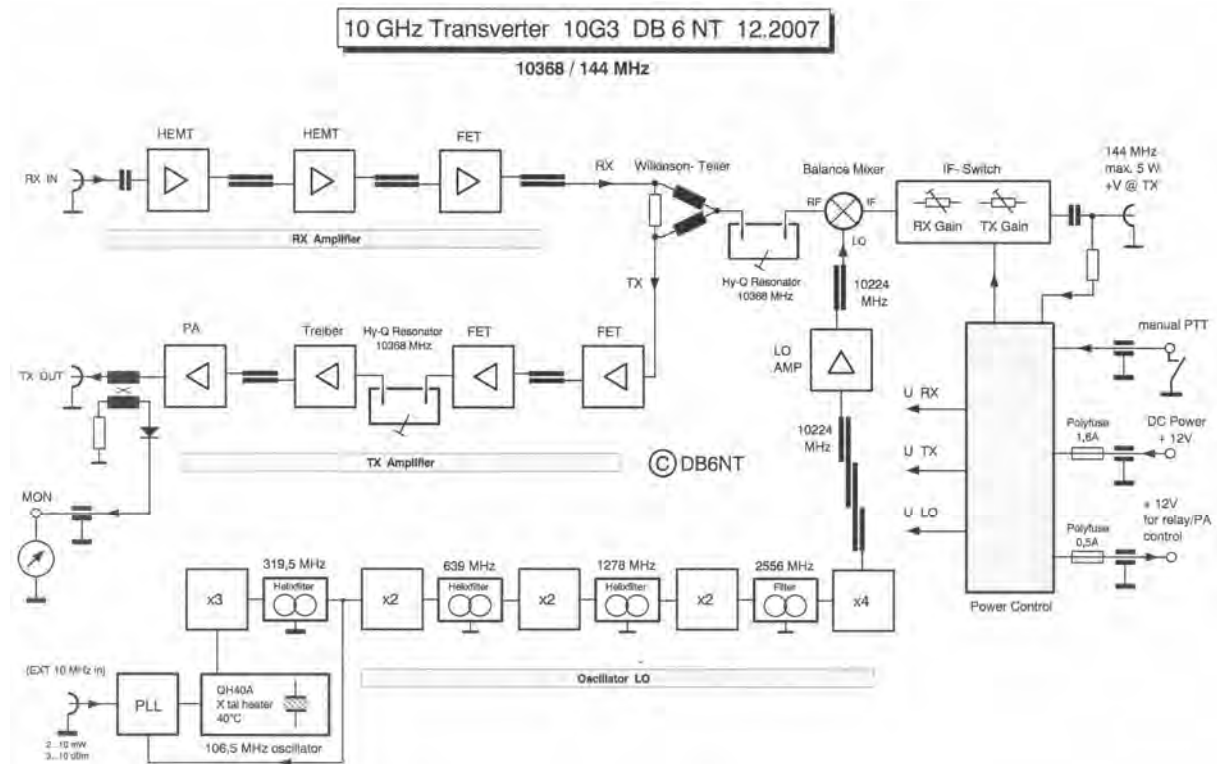 10 GHz Transverter 10G3 DB 6 NT 12.2007
10368 / 144 MHz
HEMT
HEMT
FET
RX IN
RX
Wilkinson- Teiler
Balance Mixer
IF- Switch
144 MHz
max. 5 W
+V @ TX
RF
IF
LO
RX Gain
TX Gain
RX Amplifier
Hy-Q Resonator
10368 MHz
TX
10224
MHz
PA
Treiber
Hy-Q Resonator
10368 MHz
FET
FET
TX OUT
LO
AMP
manual PTT
U RX
Polyfuse
1,6A
DC Power
+ 12V
10224
MHz
TX Amplifier
© DB6NT
U TX
MON
U LO
Polyfuse
0,5A
+ 12V
for relay/PA
control
319,5 MHz
639 MHz
1278 MHz
2556 MHz
x3
Helixfilter
x2
Helixfilter
x2
Helixfilter
x2
Filter
x4
Power Control
(EXT 10 MHz in)
Oscillator LO
PLL
QH40A
X tal heater
40°C
106,5 MHz oscillator
2...10 mW
3...10 dBm